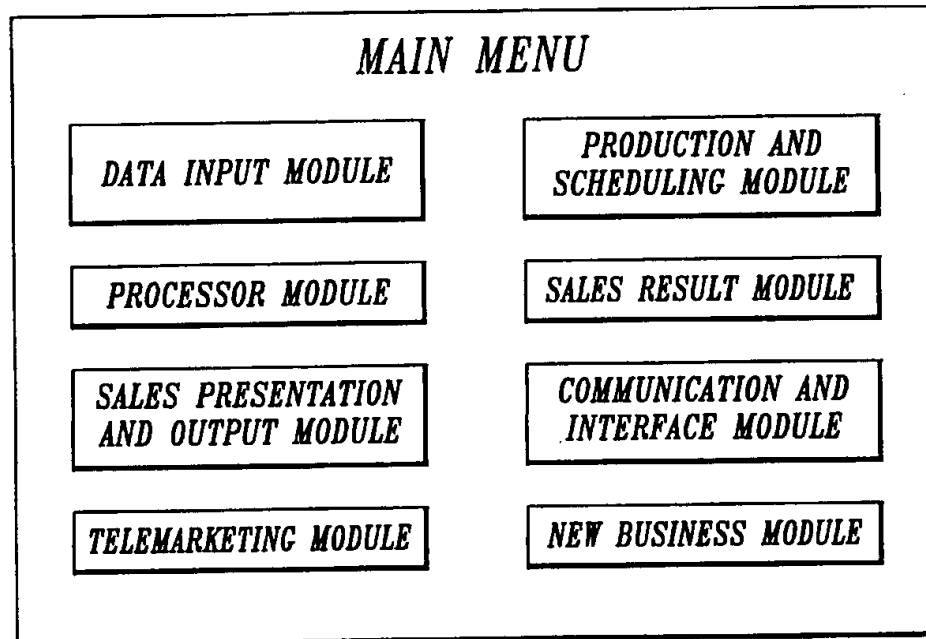 MAIN MENU
DATA INPUT MODULE
PRODUCTION AND
SCHEDULING MODULE
PROCESSOR MODULE
SALES RESULT MODULE
SALES PRESENTATION
AND OUTPUT MODULE
COMMUNICATION AND
INTERFACE MODULE
TELEMARKETING MODULE
NEW BUSINESS MODULE